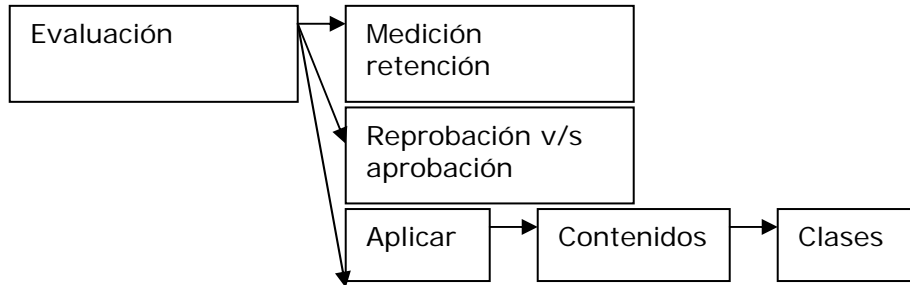 Evaluación
Medición
retención
Reprobación v/s
aprobación
Aplicar
Contenidos
Clases